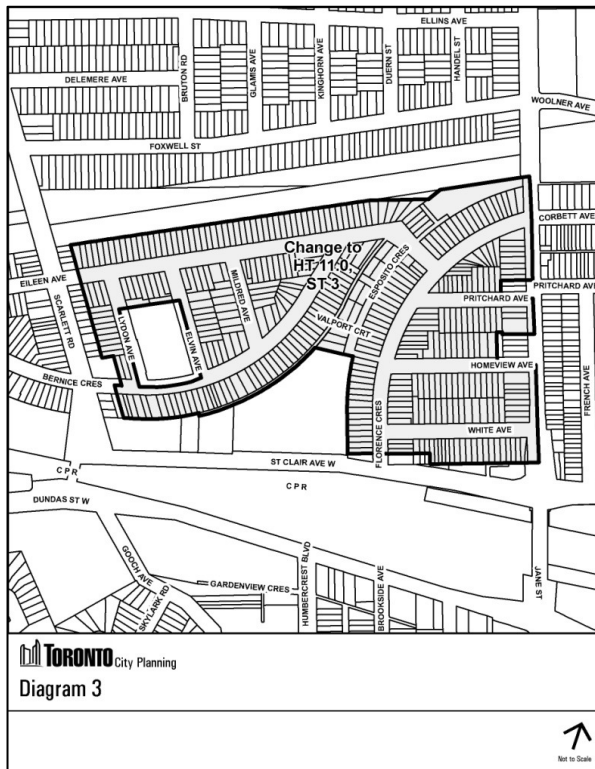 ELLINS AVE
DELEMERE AVE
BRUTON RD
GLAMIS AVE
KINGHORN AVE
DUERN ST
HANDEL ST
WOOLNER AVE
FOXWELL ST
CORBETT AVE
Change to
HT 11.0,
ST 3
EILEEN AVE
SCARLETT RD
MILDRED AVE
ESPOSITO CRES
PRITCHARD AVE
PRITCHARD AVE
LYDON AVE
ELVIN AVE
VALPORT CRT
HOMEVIEW AVE
BERNICE CRES
FRENCH AVE
FLORENCE CRES
WHITE AVE
ST CLAIR AVE W
C P R
C P R
DUNDAS ST W
GOOCH AVE
SKYLARK RD
GARDENVIEW CRES
HUMBERCREST BLVD
BROOKSIDE AVE
JANE ST
TORONTO City Planning
Diagram 3
Not to Scale